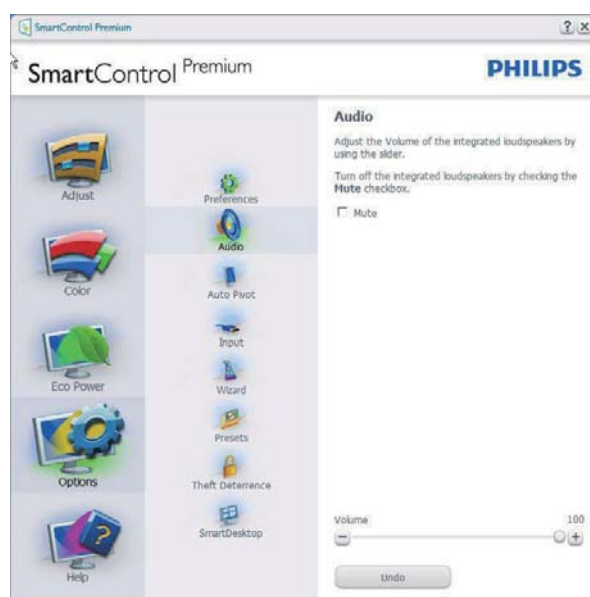 SmartControl Premium
? x
SmartControl Premium
PHILIPS
Adjust
Color
Eco Power
Options
Help
Preferences
Audio
Auto Pivot
Input
Wizard
Presets
Theft Deterrence
SmartDesktop
Audio
Adjust the Volume of the integrated loudspeakers by
using the slider.
Turn off the integrated loudspeakers by checking the
Mute checkbox.
Mute
Volume 100
Undo